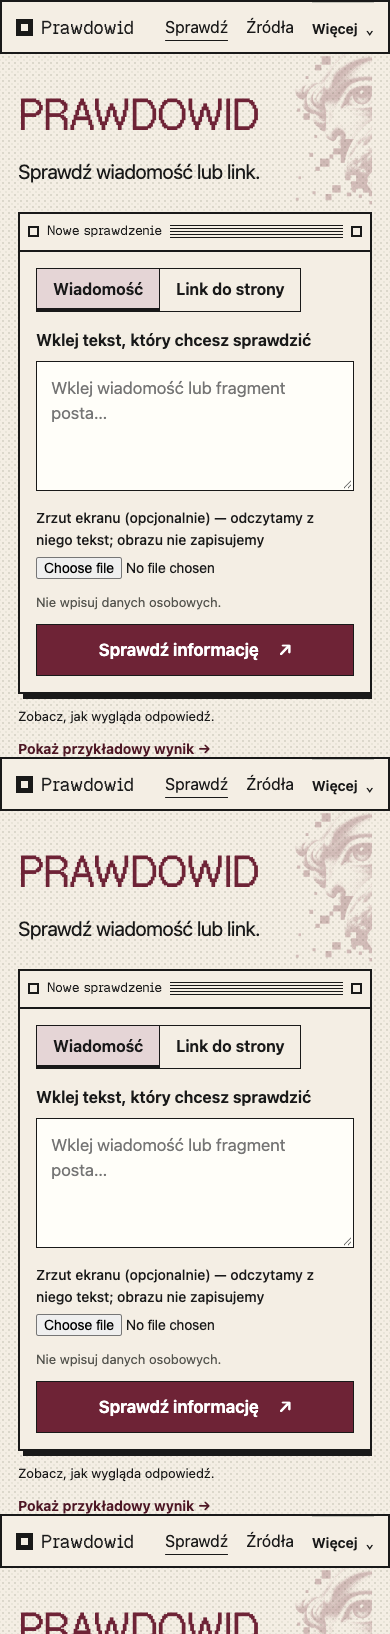 Prawdowid Sprawdź Źródła Więcej
PRAWDOWID
Sprawdź wiadomość lub link.
Nowe sprawdzenie
Wiadomość Link do strony
Wklej tekst, który chcesz sprawdzić
Wklej wiadomość lub fragment
posta...
Zrzut ekranu (opcjonalnie) — odczytamy z
niego tekst; obrazu nie zapisujemy
Choose file No file chosen
Nie wpisuj danych osobowych.
Sprawdź informację ↗
Zobacz, jak wygląda odpowiedź.
Pokaż przykładowy wynik →
Prawdowid Sprawdź Źródła Więcej
PRAWDOWID
Sprawdź wiadomość lub link.
Nowe sprawdzenie
Wiadomość Link do strony
Wklej tekst, który chcesz sprawdzić
Wklej wiadomość lub fragment
posta...
Zrzut ekranu (opcjonalnie) — odczytamy z
niego tekst; obrazu nie zapisujemy
Choose file No file chosen
Nie wpisuj danych osobowych.
Sprawdź informację ↗
Zobacz, jak wygląda odpowiedź.
Pokaż przykładowy wynik →
Prawdowid Sprawdź Źródła Więcej
PRAWDOWID